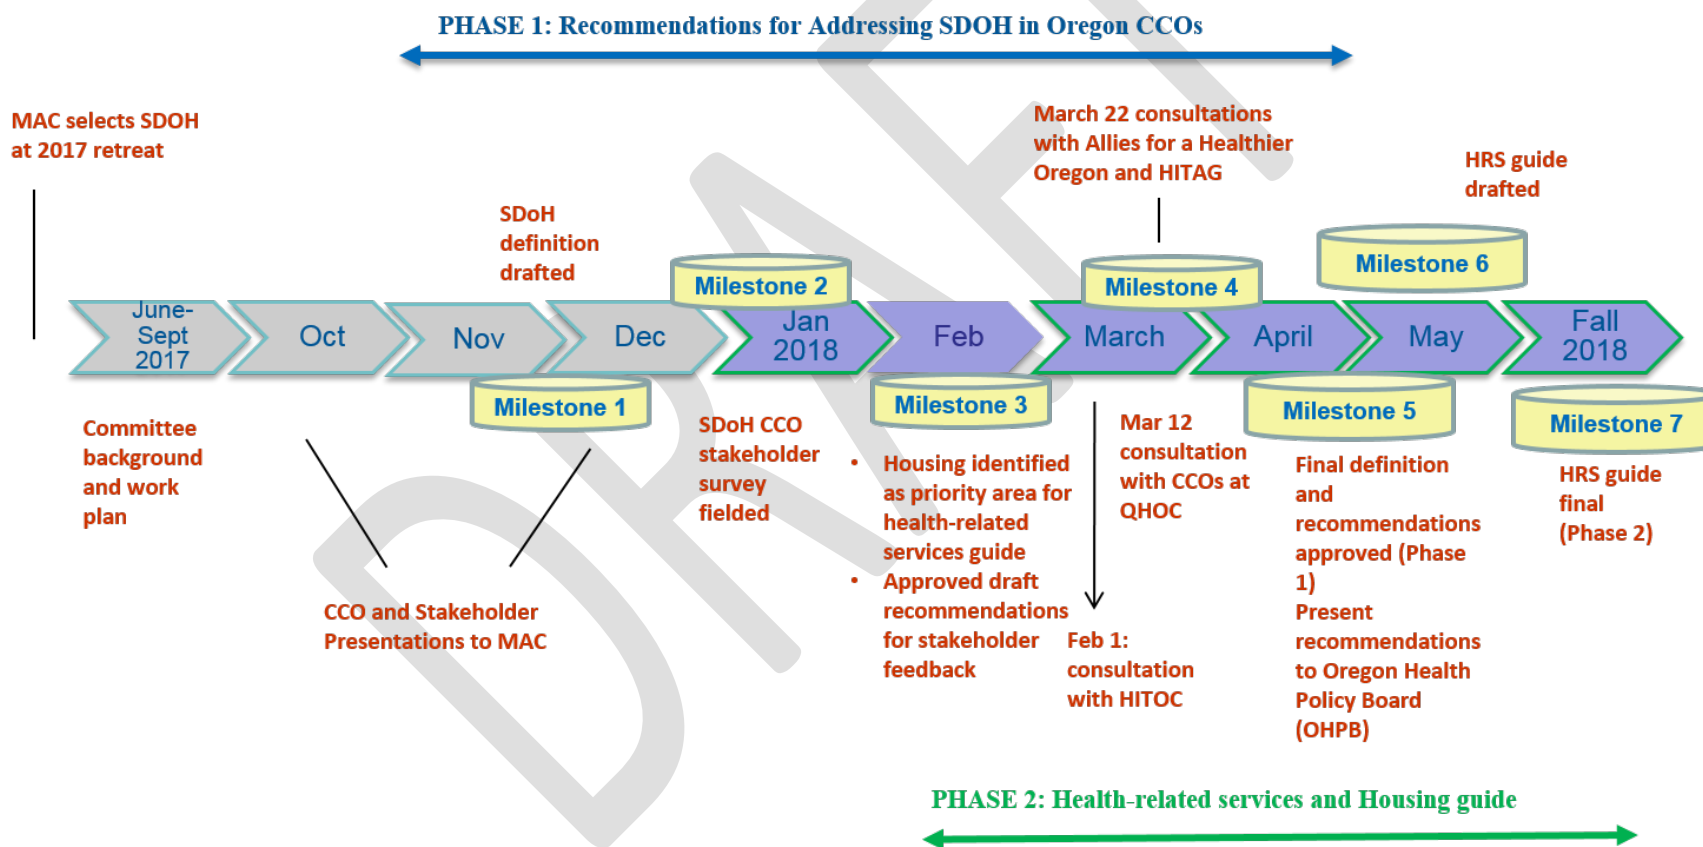 PHASE 1: Recommendations for Addressing SDOH in Oregon CCOs
MAC selects SDOH
at 2017 retreat
March 22 consultations
with Allies for a Healthier
Oregon and HITAG
HRS guide
drafted
SDoH
definition
drafted
Milestone 2
Milestone 4
Milestone 6
June-
Sept
2017
Oct
Nov
Dec
Jan
2018
Feb
March
April
May
Fall
2018
Milestone 1
Milestone 3
Milestone 5
Milestone 7
Committee
background
and work
plan
CCO and Stakeholder
Presentations to MAC
SDoH CCO
stakeholder
survey
fielded
• Housing identified
as priority area for
health-related
services guide
• Approved draft
recommendations
for stakeholder
feedback
Mar 12
consultation
with CCOs at
QHOC
Feb 1:
consultation
with HITOC
Final definition
and
recommendations
approved (Phase
1)
Present
recommendations
to Oregon Health
Policy Board
(OHPB)
HRS guide
final
(Phase 2)
PHASE 2: Health-related services and Housing guide
DRAFT